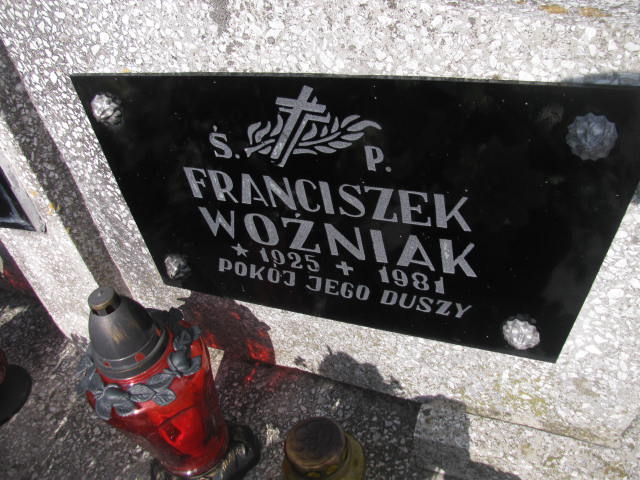 Ś. P.
FRANCISZEK
WOŹNIAK
* 1925 + 1981
POKÓJ JEGO DUSZY